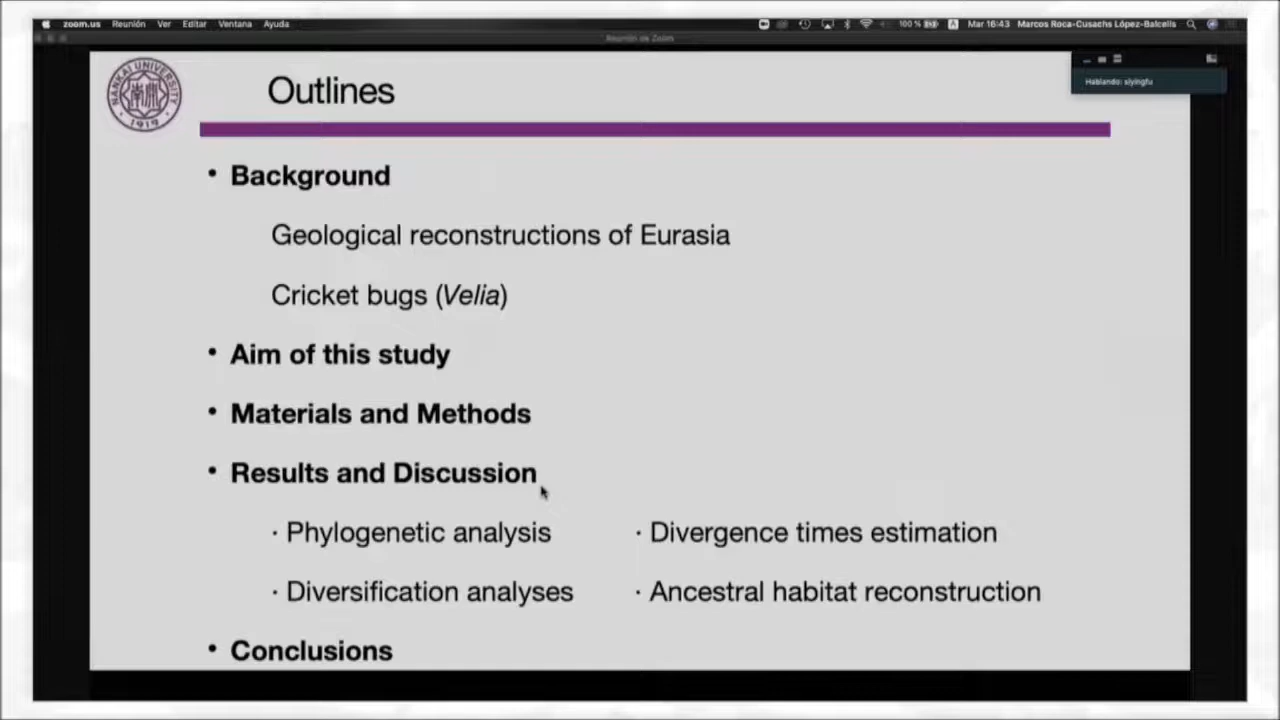 zoom.us Reunión Ver Editar Ventana Ayuda 100 % A Mar 16:43 Marcos Roca-Cusachs López-Balcells
Reunión de Zoom
Hablando: siyingfu
NANKAI UNIVERSITY
南開
1919
Outlines
• Background
Geological reconstructions of Eurasia
Cricket bugs (Velia)
• Aim of this study
• Materials and Methods
• Results and Discussion
· Phylogenetic analysis · Divergence times estimation
· Diversification analyses · Ancestral habitat reconstruction
• Conclusions